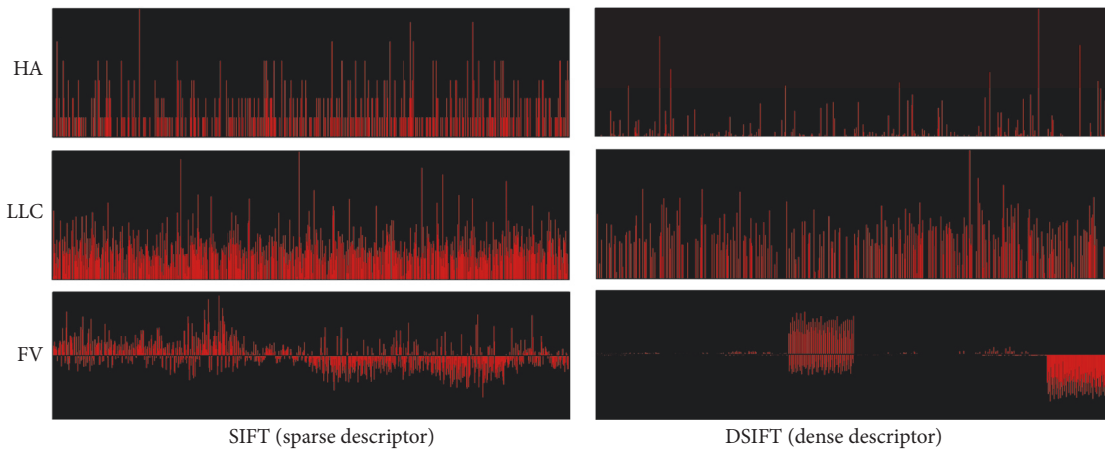 HA
LLC
FV
SIFT (sparse descriptor)
DSIFT (dense descriptor)